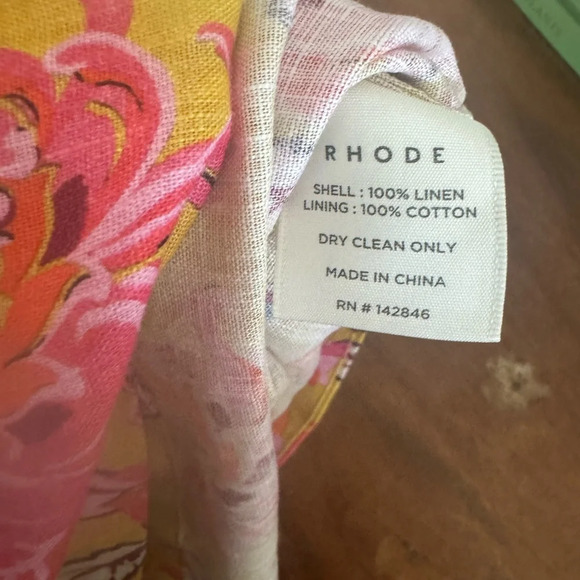 RHODE
SHELL : 100% LINEN
LINING : 100% COTTON
DRY CLEAN ONLY
MADE IN CHINA
RN # 142846